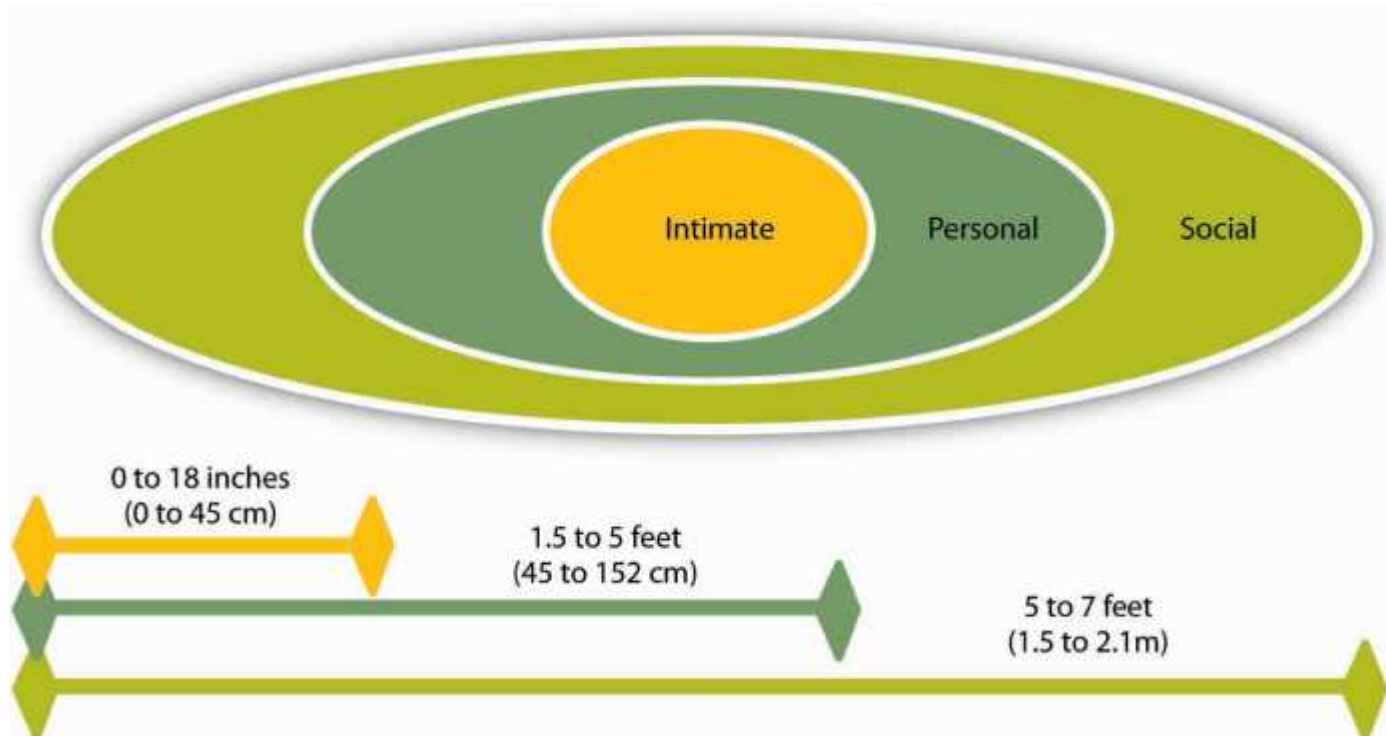 Intimate
Personal
Social
0 to 18 inches
(0 to 45 cm)
1.5 to 5 feet
(45 to 152 cm)
5 to 7 feet
(1.5 to 2.1m)